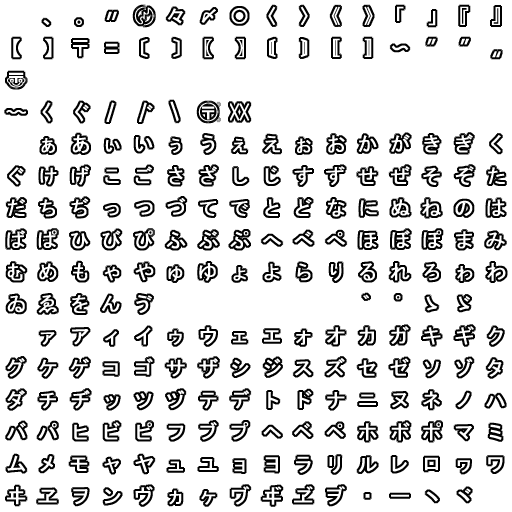 、 。 〃 〄 々 〆 〇 〈 〉 《 》 「 」 『 』
【 】 〒 〓 〔 〕 〖 〗 〘 〙 〚 〛 〜 〝 〞 〟
〠
〰 〱 〲 〳 〴 〵 〶 〷
ぁ あ ぃ い ぅ う ぇ え ぉ お か が き ぎ く
ぐ け げ こ ご さ ざ し じ す ず せ ぜ そ ぞ た
だ ち ぢ っ つ づ て で と ど な に ぬ ね の は
ば ぱ ひ び ぴ ふ ぶ ぷ へ べ ぺ ほ ぼ ぽ ま み
む め も ゃ や ゅ ゆ ょ よ ら り る れ ろ ゎ わ
ゐ ゑ を ん ゔ ゛ ゜ ゝ ゞ
ァ ア ィ イ ゥ ウ ェ エ ォ オ カ ガ キ ギ ク
グ ケ ゲ コ ゴ サ ザ シ ジ ス ズ セ ゼ ソ ゾ タ
ダ チ ヂ ッ ツ ヅ テ デ ト ド ナ ニ ヌ ネ ノ ハ
バ パ ヒ ビ ピ フ ブ プ ヘ ベ ペ ホ ボ ポ マ ミ
ム メ モ ャ ヤ ュ ユ ョ ヨ ラ リ ル レ ロ ヮ ワ
ヰ ヱ ヲ ン ヴ ヵ ヶ ヷ ヸ ヹ ヺ ・ ー ヽ ヾ